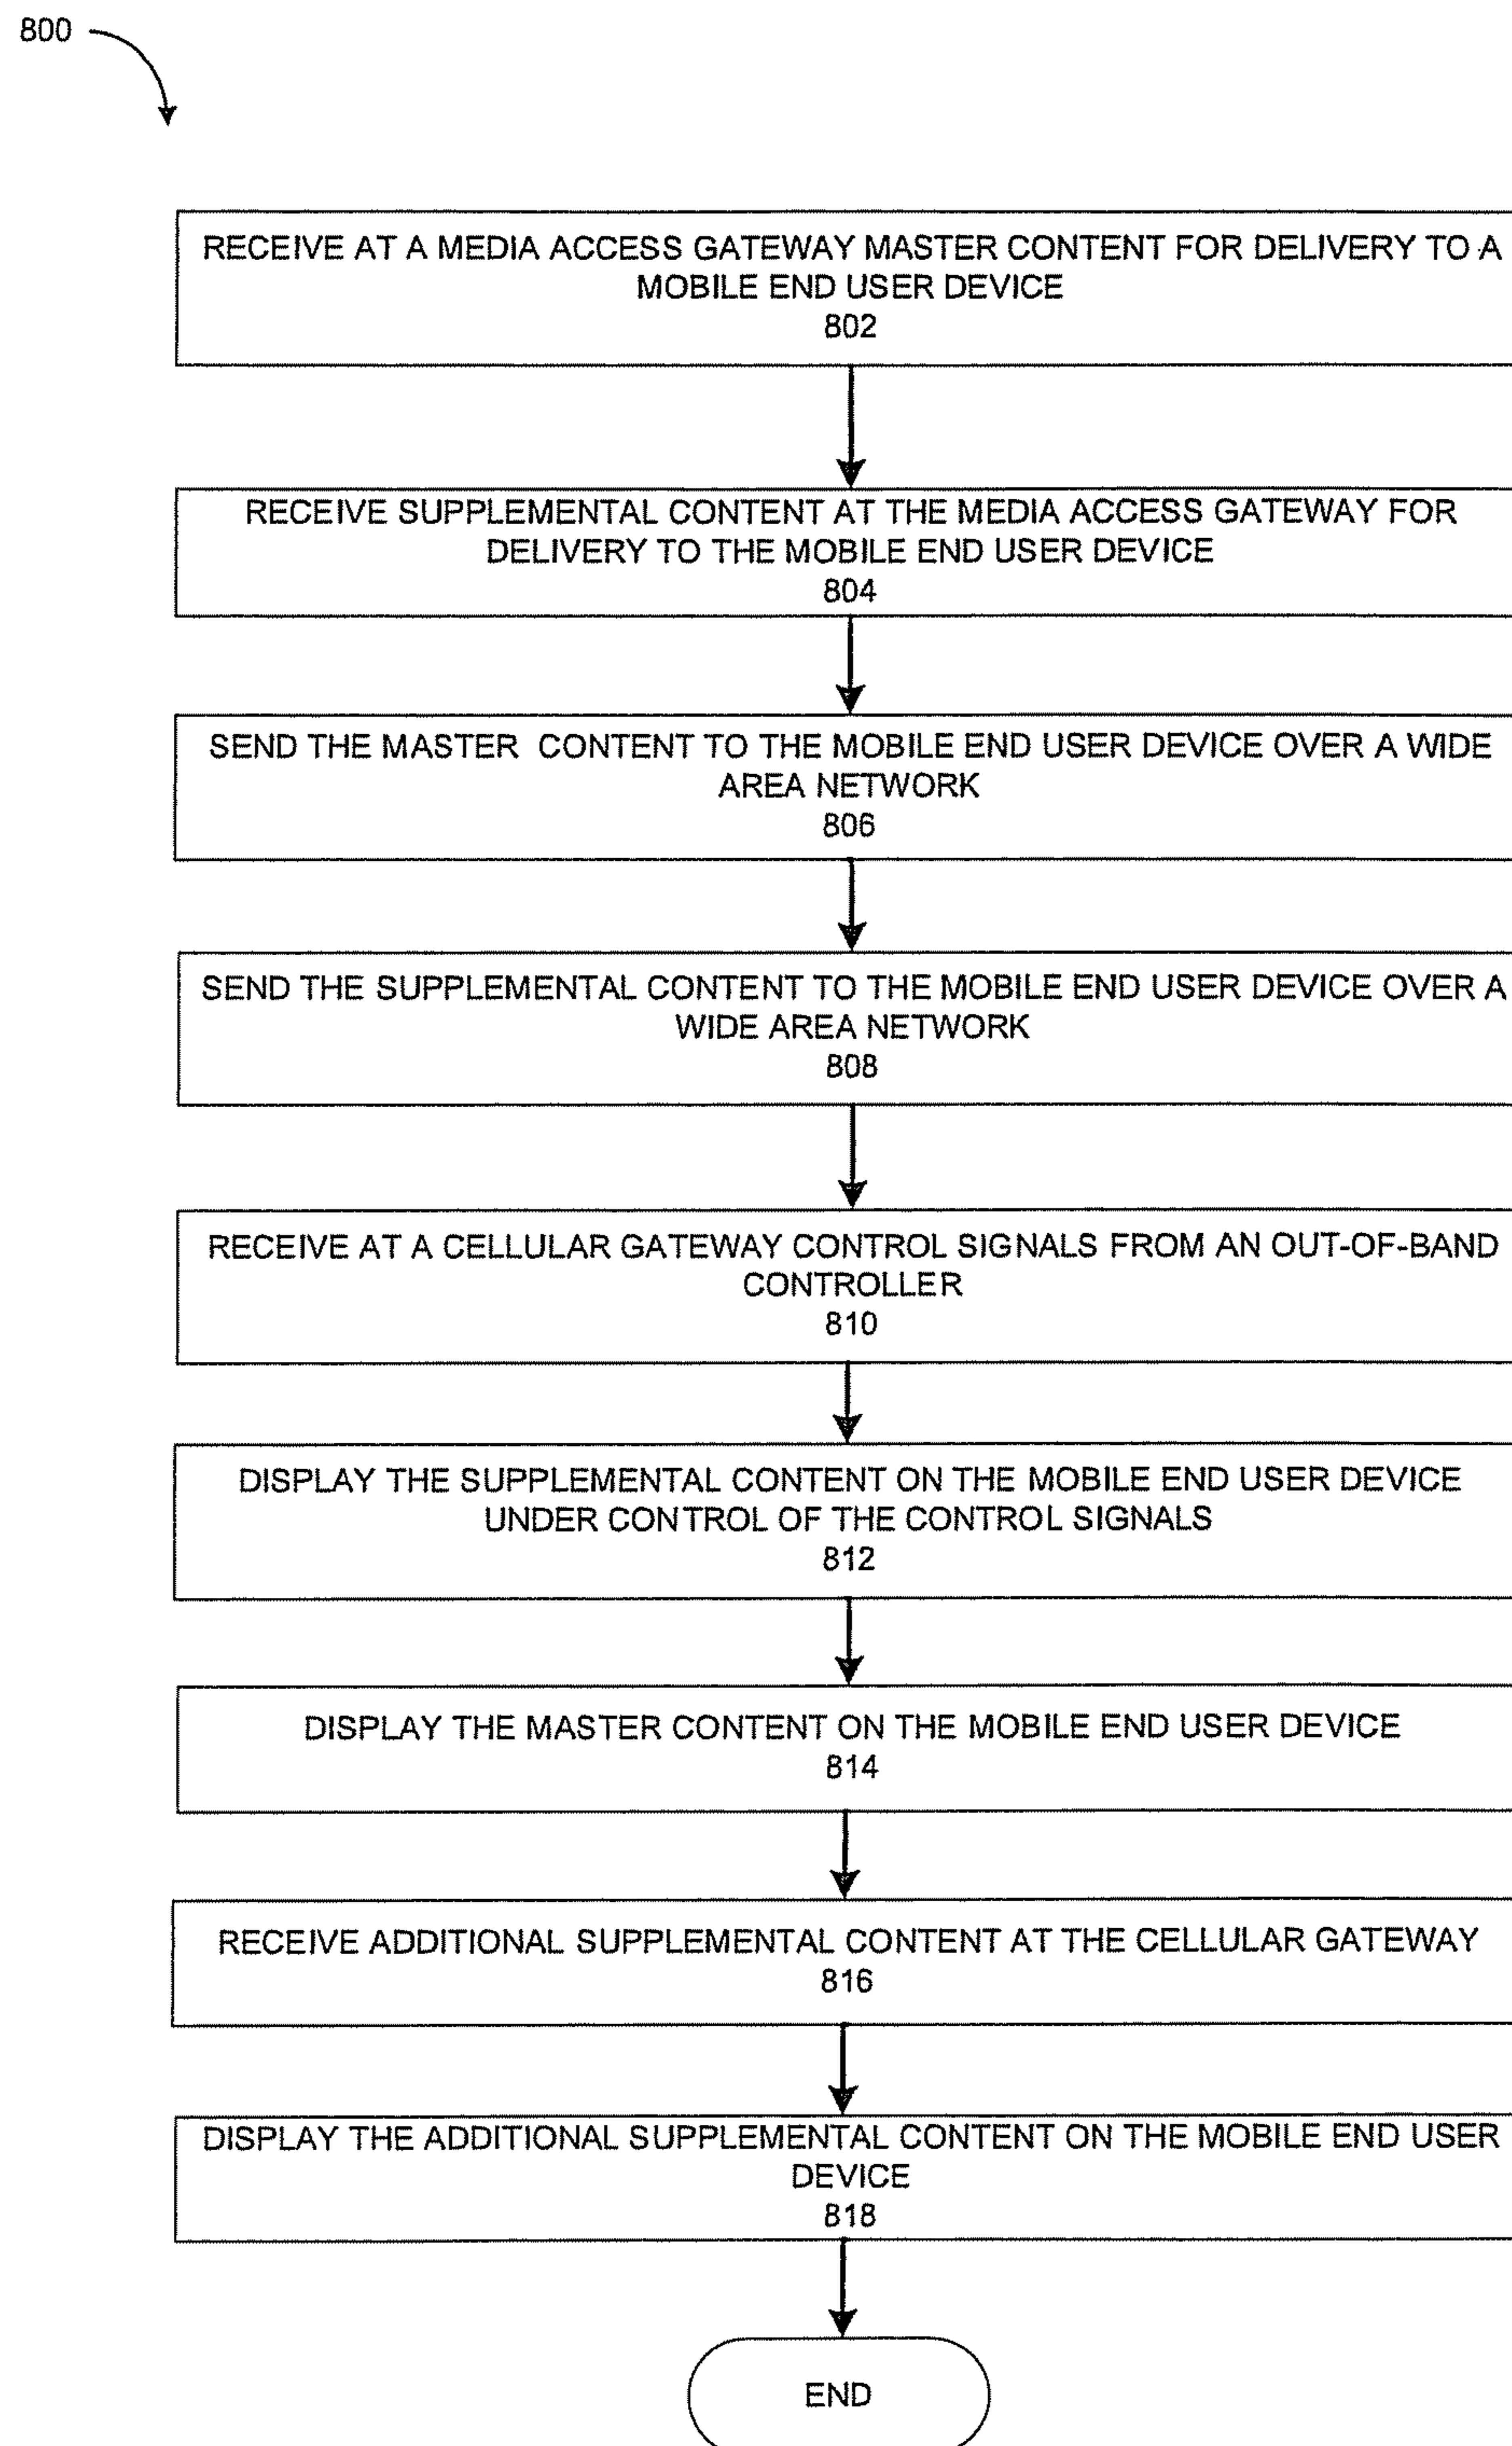 800
RECEIVE AT A MEDIA ACCESS GATEWAY MASTER CONTENT FOR DELIVERY TO A
MOBILE END USER DEVICE
802
RECEIVE SUPPLEMENTAL CONTENT AT THE MEDIA ACCESS GATEWAY FOR
DELIVERY TO THE MOBILE END USER DEVICE
804
SEND THE MASTER CONTENT TO THE MOBILE END USER DEVICE OVER A WIDE
AREA NETWORK
806
SEND THE SUPPLEMENTAL CONTENT TO THE MOBILE END USER DEVICE OVER A
WIDE AREA NETWORK
808
RECEIVE AT A CELLULAR GATEWAY CONTROL SIGNALS FROM AN OUT-OF-BAND
CONTROLLER
810
DISPLAY THE SUPPLEMENTAL CONTENT ON THE MOBILE END USER DEVICE
UNDER CONTROL OF THE CONTROL SIGNALS
812
DISPLAY THE MASTER CONTENT ON THE MOBILE END USER DEVICE
814
RECEIVE ADDITIONAL SUPPLEMENTAL CONTENT AT THE CELLULAR GATEWAY
816
DISPLAY THE ADDITIONAL SUPPLEMENTAL CONTENT ON THE MOBILE END USER
DEVICE
818
END